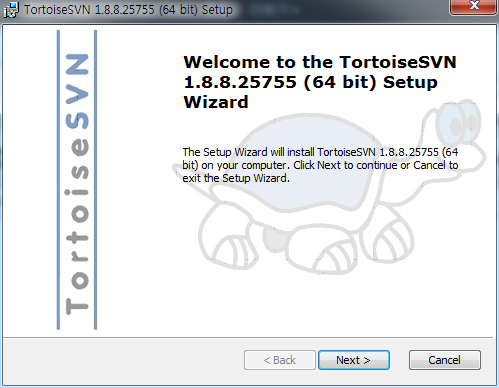 TortoiseSVN 1.8.8.25755 (64 bit) Setup
TortoiseSVN
Welcome to the TortoiseSVN
1.8.8.25755 (64 bit) Setup
Wizard
The Setup Wizard will install TortoiseSVN 1.8.8.25755 (64
bit) on your computer. Click Next to continue or Cancel to
exit the Setup Wizard.
< Back
Next >
Cancel